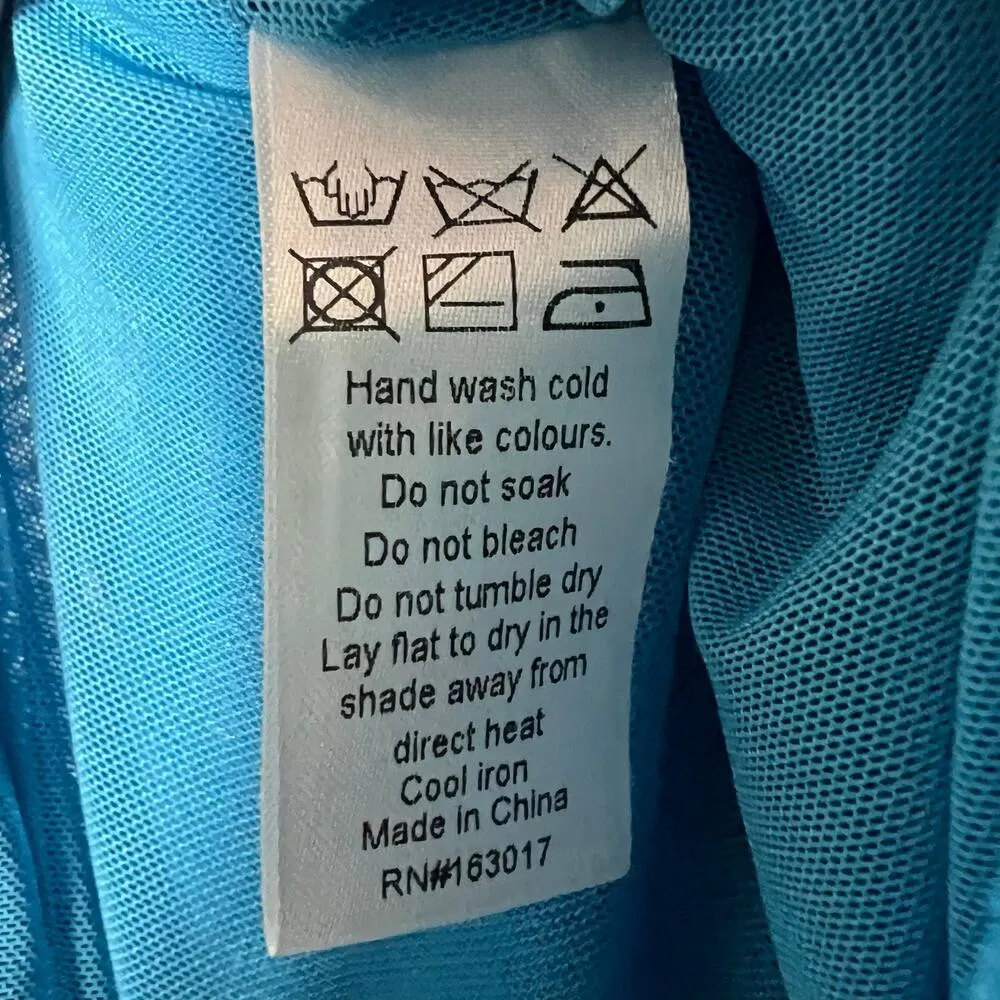 Hand wash cold
with like colours.
Do not soak
Do not bleach
Do not tumble dry
Lay flat to dry in the
shade away from
direct heat
Cool iron
Made in China
RN#163017